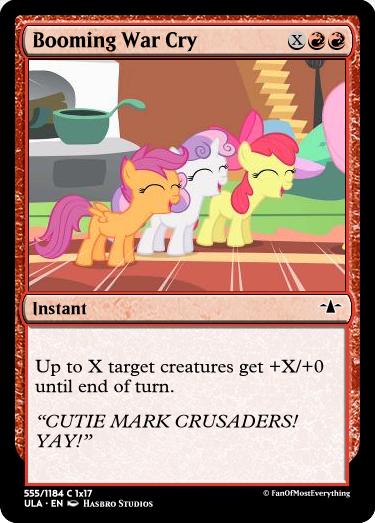 Booming War Cry X
Instant
Up to X target creatures get +X/+0
until end of turn.
“CUTIE MARK CRUSADERS!
YAY!”
555/1184 C 1x17
ULA • EN Hasbro Studios © FanOfMostEverything